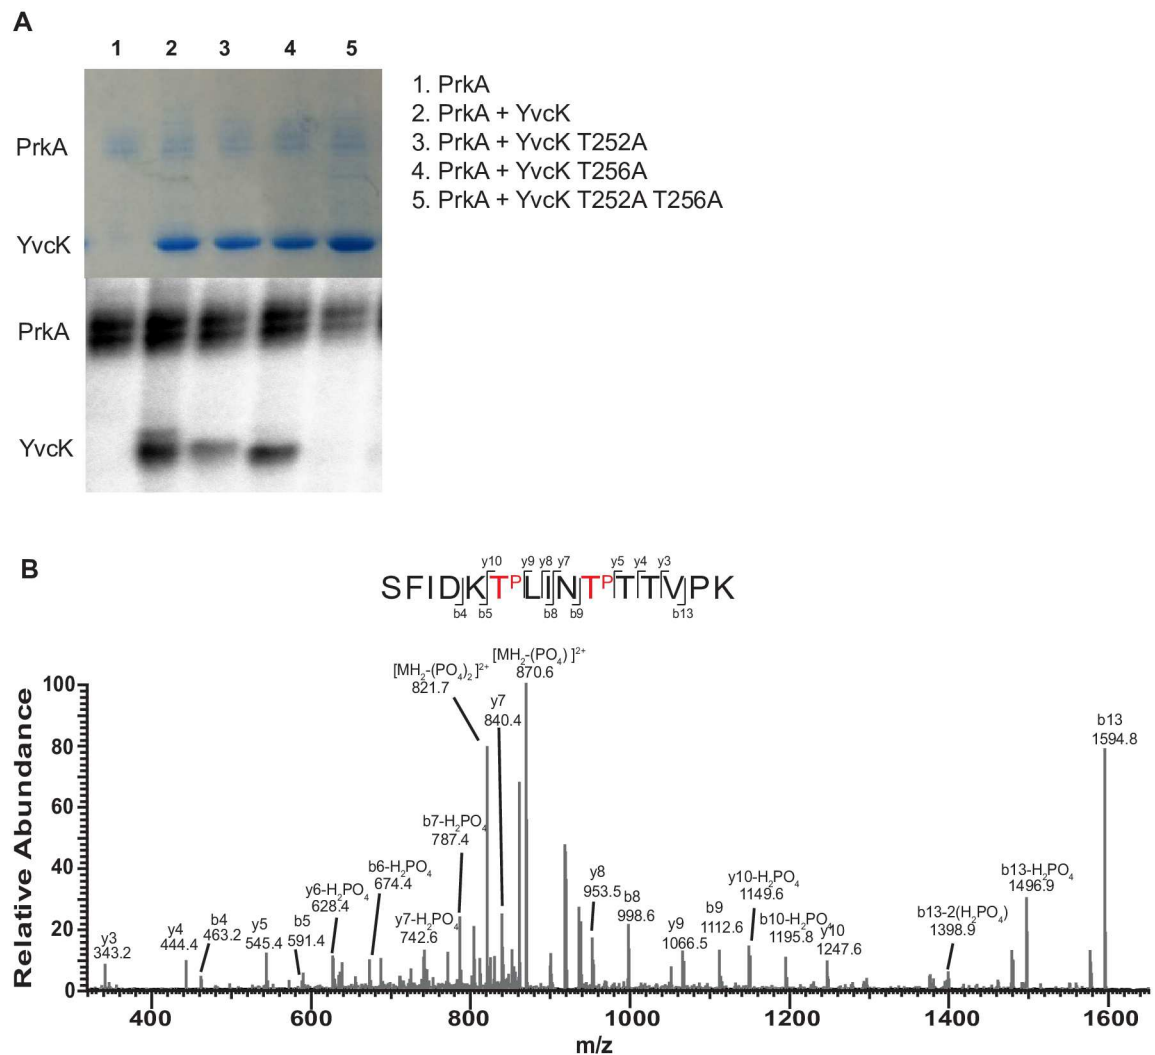 A
1 2 3 4 5
1. PrkA
2. PrkA + YvcK
3. PrkA + YvcK T252A
4. PrkA + YvcK T256A
5. PrkA + YvcK T252A T256A
PrkA
YvcK
PrkA
YvcK
B
y10 y9 y8 y7 y5 y4 y3
SFIDKTPLINTPTTVPK
b4 b5 b8 b9 b13
[MH2-(PO4)2]2+
821.7
[MH2-(PO4) ]2+
870.6
y7
840.4
b13
1594.8
b7-H2PO4
787.4
b6-H2PO4
674.4
y6-H2PO4
628.4
y7-H2PO4
742.6
y3
343.2
y4
444.4
b4
463.2
y5
545.4
b5
591.4
y8
953.5
b8
998.6
y9
1066.5
b9
1112.6
y10-H2PO4
1149.6
b10-H2PO4
1195.8
y10
1247.6
b13-2(H2PO4)
1398.9
b13-H2PO4
1496.9
Relative Abundance
100
80
60
40
20
0
400 600 800 1000 1200 1400 1600
m/z